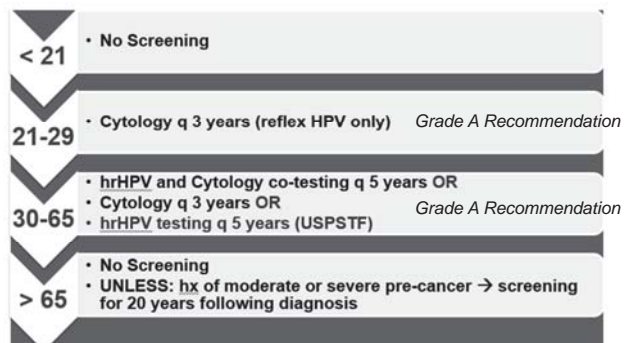 < 21
• No Screening
21-29
• Cytology q 3 years (reflex HPV only) Grade A Recommendation
30-65
• hrHPV and Cytology co-testing q 5 years OR
• Cytology q 3 years OR
• hrHPV testing q 5 years (USPSTF)
Grade A Recommendation
> 65
• No Screening
• UNLESS: hx of moderate or severe pre-cancer → screening
for 20 years following diagnosis